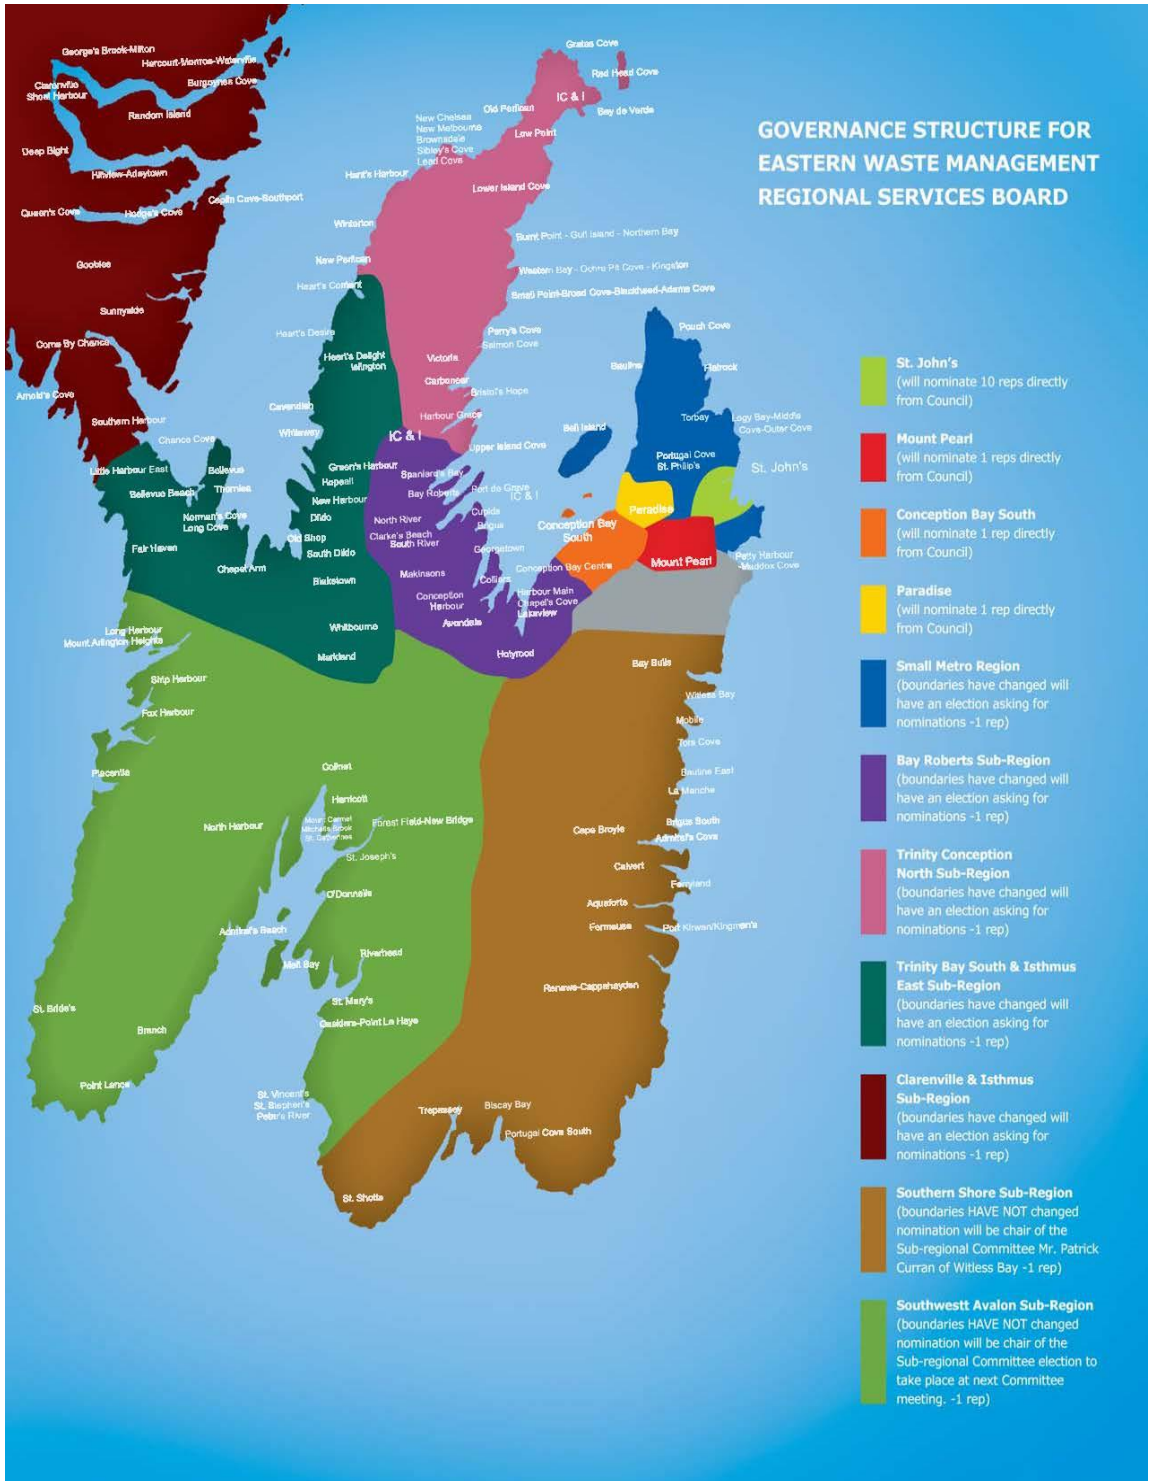 GOVERNANCE STRUCTURE FOR
EASTERN WASTE MANAGEMENT
REGIONAL SERVICES BOARD
George's Brook-Milton
Harcourt-Monroe-Waterville
Clarenville
Shoal Harbour
Burgoynes Cove
Random Island
Deep Bight
Hillview-Adeytown
Queen's Cove
Hodge's Cove
Caplin Cove-Southport
Goobies
Sunnyside
Come By Chance
Arnold's Cove
Southern Harbour
Grates Cove
Red Head Cove
IC & I
Bay de Verde
Old Perlican
New Chelsea
New Melbourne
Brownsdale
Sibley's Cove
Lead Cove
Low Point
Hant's Harbour
Lower Island Cove
Winterton
Burnt Point - Gull Island - Northern Bay
New Perlican
Western Bay - Ochre Pit Cove - Kingston
Heart's Content
Small Point-Broad Cove-Blackhead-Adams Cove
Heart's Desire
Perry's Cove
Salmon Cove
Heart's Delight
Islington
Victoria
Carbonear
Bristol's Hope
Cavendish
Harbour Grace
Whiteway
IC & I
Upper Island Cove
Pouch Cove
Bauline
Flatrock
Torbay
Logy Bay-Middle
Cove-Outer Cove
Bell Island
Portugal Cove
St. Philip's
St. John's
Chance Cove
Little Harbour East
Bellevue
Bellevue Beach
Thornlea
Norman's Cove
Long Cove
Fair Haven
Chapel Arm
Green's Harbour
Hopeall
New Harbour
Dildo
Old Shop
South Dildo
Blaketown
Whitbourne
Markland
Spaniard's Bay
Bay Roberts
Port de Grave
IC & I
North River
Cupids
Clarke's Beach
South River
Brigus
Georgetown
Makinsons
Colliers
Conception
Harbour
Avondale
Conception Bay Centre
Harbour Main
Chapel's Cove
Lakeview
Holyrood
Paradise
Conception Bay
South
Mount Pearl
Petty Harbour
-Maddox Cove
Long Harbour
Mount Arlington Heights
Ship Harbour
Fox Harbour
Placentia
Colinet
Harricott
North Harbour
Mount Carmel
Mitchells Brook
St. Catherines
Forest Field-New Bridge
St. Joseph's
O'Donnells
Admiral's Beach
Mall Bay
Riverhead
St. Mary's
Gaskiers-Point La Haye
St. Bride's
Branch
Point Lance
St. Vincent's
St. Stephen's
Peter's River
Bay Bulls
Witless Bay
Mobile
Tors Cove
Bauline East
La Manche
Brigus South
Cape Broyle
Admiral's Cove
Calvert
Ferryland
Aquaforte
Fermeuse
Port Kirwan/Kingman's
Renews-Cappahayden
Trepassey
Biscay Bay
Portugal Cove South
St. Shotts
St. John's
(will nominate 10 reps directly
from Council)
Mount Pearl
(will nominate 1 reps directly
from Council)
Conception Bay South
(will nominate 1 rep directly
from Council)
Paradise
(will nominate 1 rep directly
from Council)
Small Metro Region
(boundaries have changed will
have an election asking for
nominations -1 rep)
Bay Roberts Sub-Region
(boundaries have changed will
have an election asking for
nominations -1 rep)
Trinity Conception
North Sub-Region
(boundaries have changed will
have an election asking for
nominations -1 rep)
Trinity Bay South & Isthmus
East Sub-Region
(boundaries have changed will
have an election asking for
nominations -1 rep)
Clarenville & Isthmus
Sub-Region
(boundaries have changed will
have an election asking for
nominations -1 rep)
Southern Shore Sub-Region
(boundaries HAVE NOT changed
nomination will be chair of the
Sub-regional Committee Mr. Patrick
Curran of Witless Bay -1 rep)
Southwestt Avalon Sub-Region
(boundaries HAVE NOT changed
nomination will be chair of the
Sub-regional Committee election to
take place at next Committee
meeting. -1 rep)